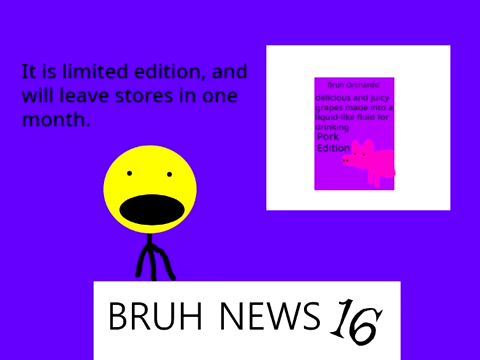 It is limited edition, and
will leave stores in one
month.
Bruh Orchards:
delicious and juicy
grapes made into a
liquid-like fluid for
drinking
Pork
Edition
BRUH NEWS 16